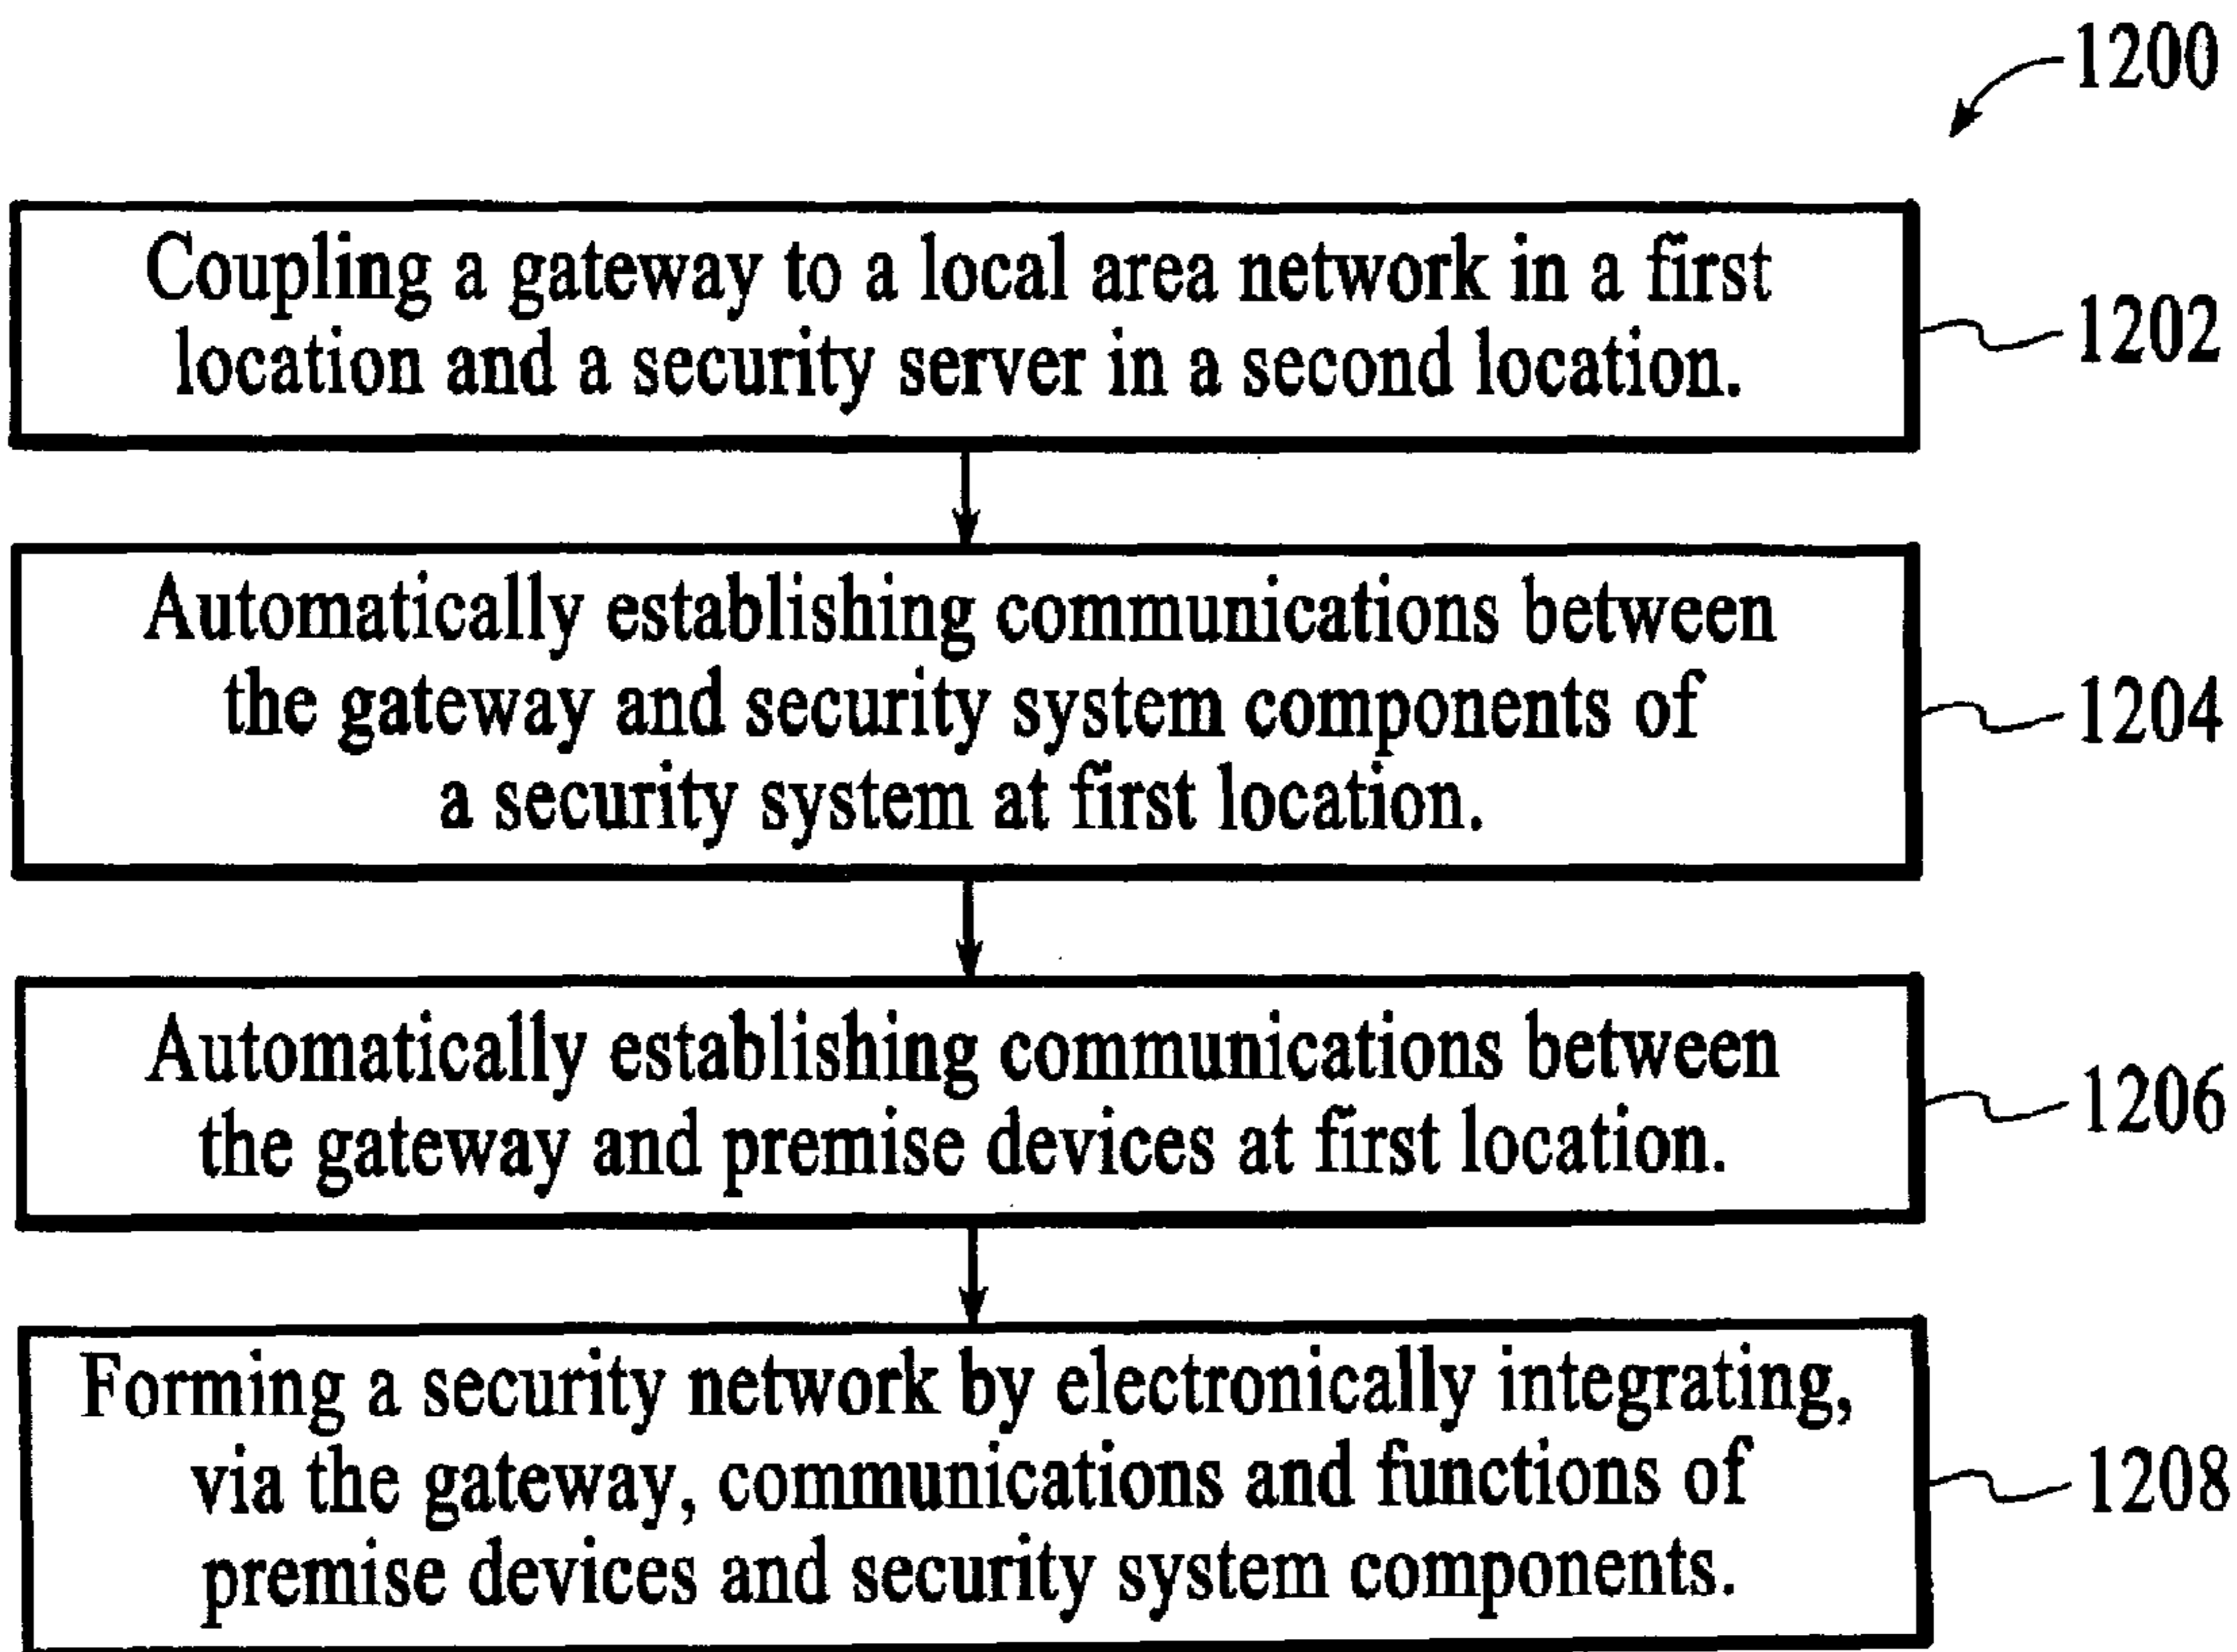 1200
Coupling a gateway to a local area network in a first
location and a security server in a second location.
1202
Automatically establishing communications between
the gateway and security system components of
a security system at first location.
1204
Automatically establishing communications between
the gateway and premise devices at first location.
1206
Forming a security network by electronically integrating,
via the gateway, communications and functions of
premise devices and security system components.
1208